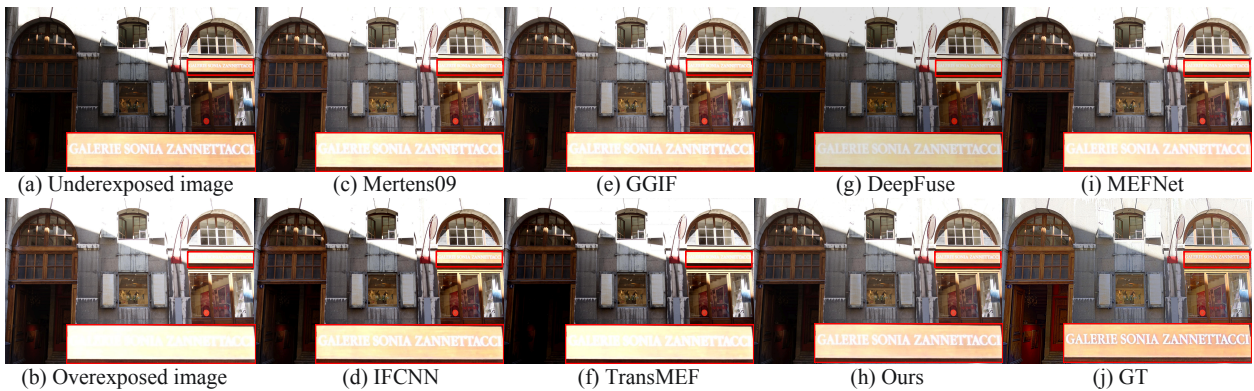 GALERIE SONIA ZANNETTACCI GALERIE SONIA ZANNETTACCI GALERIE SONIA ZANNETTACCI GALERIE SONIA ZANNETTACCI GALERIE SONIA ZANNETTACCI
(a) Underexposed image (c) Mertens09 (e) GGIF (g) DeepFuse (i) MEFNet
GALERIE SONIA ZANNETTACCI GALERIE SONIA ZANNETTACCI GALERIE SONIA ZANNETTACCI GALERIE SONIA ZANNETTACCI GALERIE SONIA ZANNETTACCI
(b) Overexposed image (d) IFCNN (f) TransMEF (h) Ours (j) GT